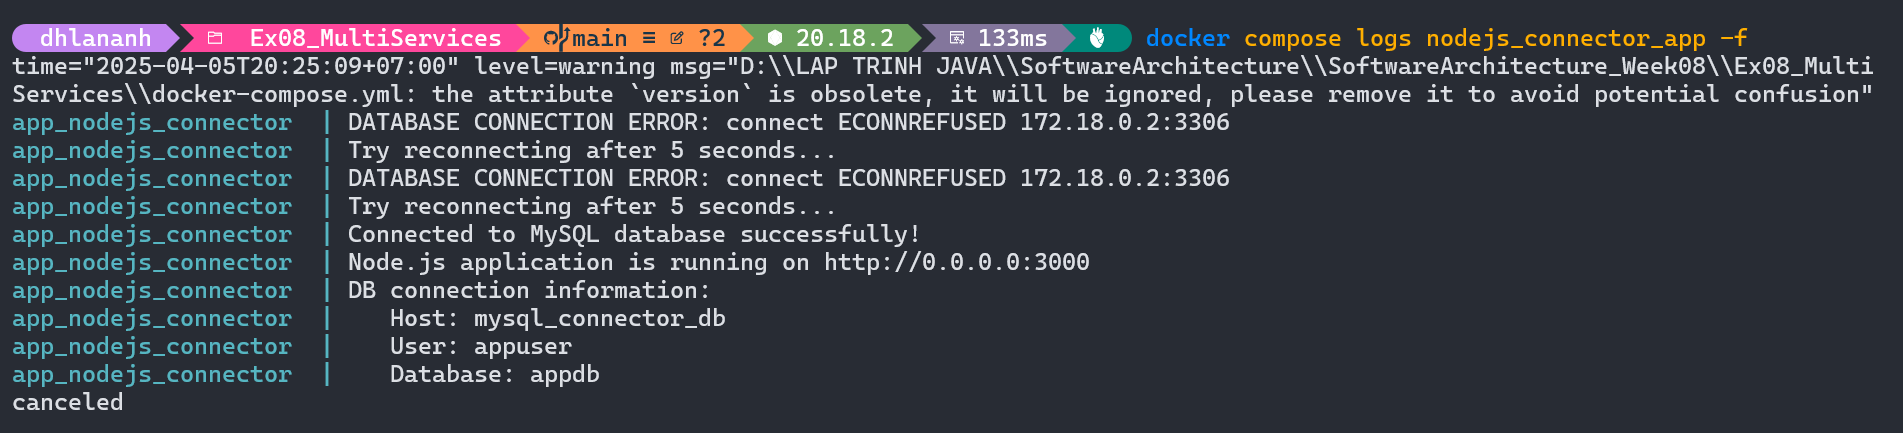 dhlananh Ex08_MultiServices main ≡ ?2 20.18.2 133ms docker compose logs nodejs_connector_app -f
time="2025-04-05T20:25:09+07:00" level=warning msg="D:\\LAP TRINH JAVA\\SoftwareArchitecture\\SoftwareArchitecture_Week08\\Ex08_Multi
Services\\docker-compose.yml: the attribute `version` is obsolete, it will be ignored, please remove it to avoid potential confusion"
app_nodejs_connector  | DATABASE CONNECTION ERROR: connect ECONNREFUSED 172.18.0.2:3306
app_nodejs_connector  | Try reconnecting after 5 seconds...
app_nodejs_connector  | DATABASE CONNECTION ERROR: connect ECONNREFUSED 172.18.0.2:3306
app_nodejs_connector  | Try reconnecting after 5 seconds...
app_nodejs_connector  | Connected to MySQL database successfully!
app_nodejs_connector  | Node.js application is running on http://0.0.0.0:3000
app_nodejs_connector  | DB connection information:
app_nodejs_connector  |    Host: mysql_connector_db
app_nodejs_connector  |    User: appuser
app_nodejs_connector  |    Database: appdb
canceled